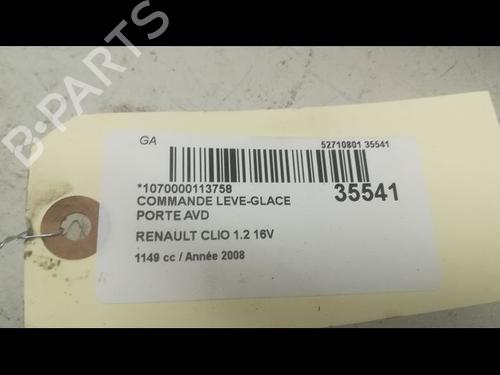 GA
52710801 35541
*1070000113758
COMMANDE LEVE-GLACE
PORTE AVD
35541
RENAULT CLIO 1.2 16V
1149 cc / Année 2008
B-PARTS